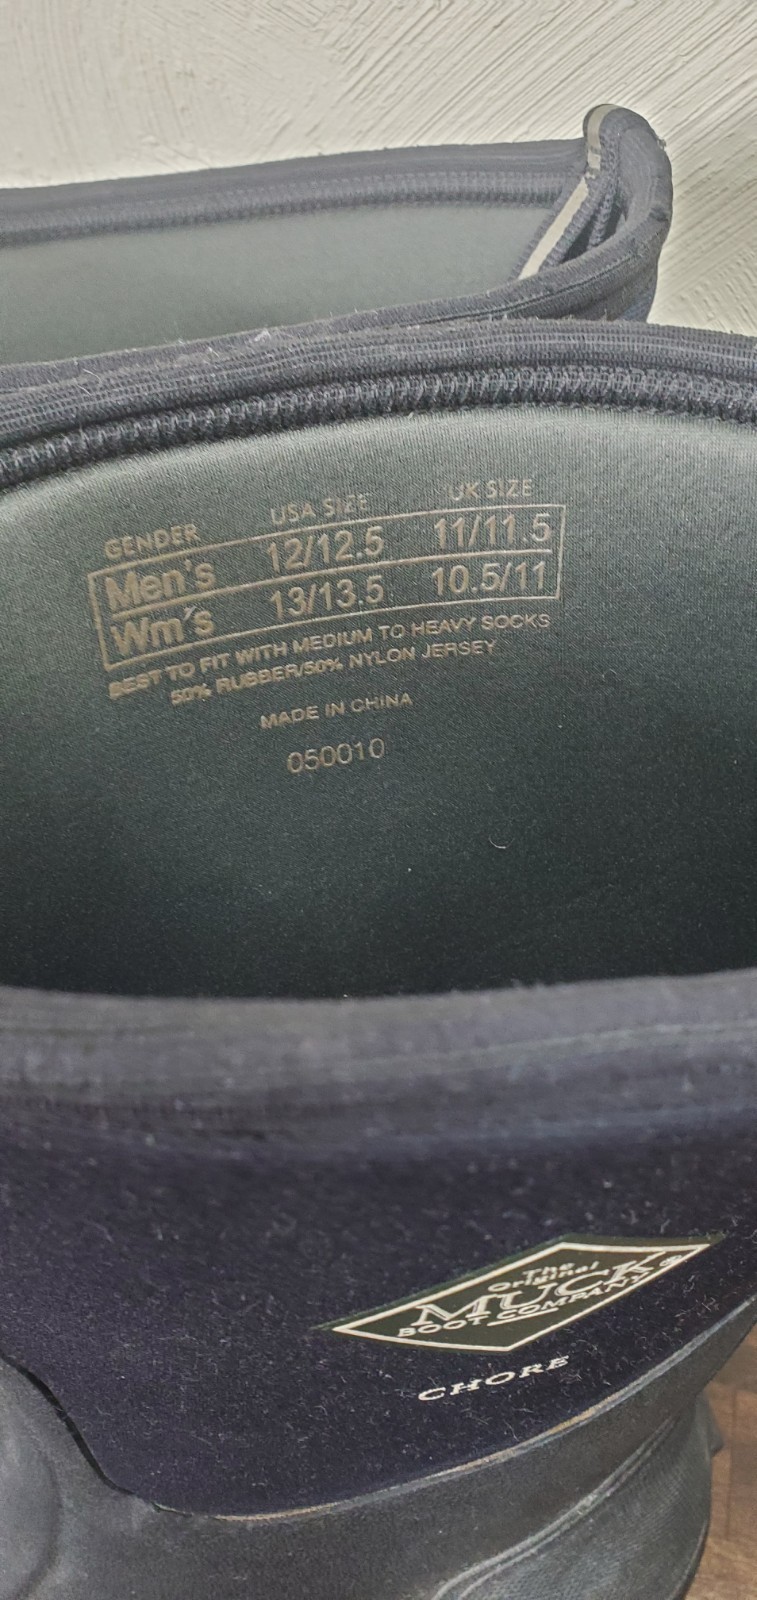 GENDER USA SIZE UK SIZE
Men's 12/12.5 11/11.5
Wm's 13/13.5 10.5/11
BEST TO FIT WITH MEDIUM TO HEAVY SOCKS
50% RUBBER/50% NYLON JERSEY
MADE IN CHINA
050010
The
Original
MUCK®
BOOT COMPANY
CHORE